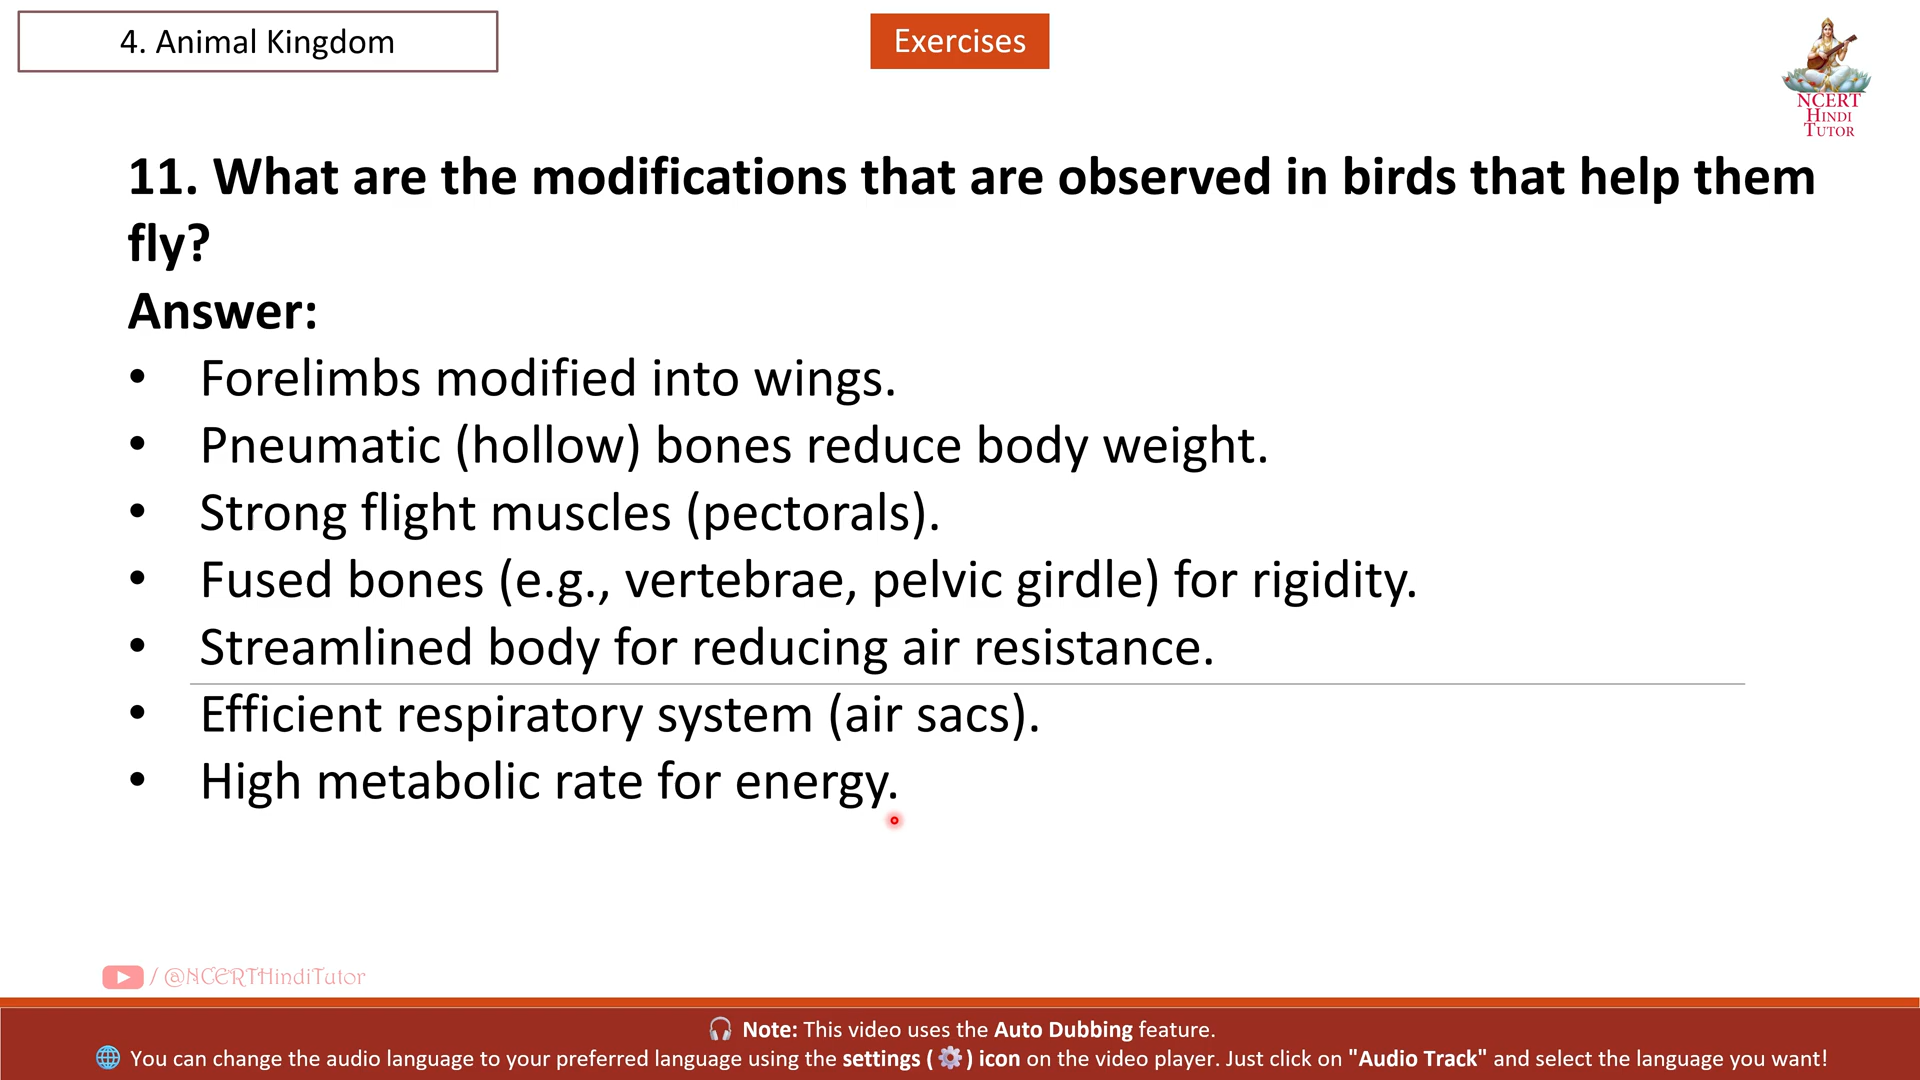 4. Animal Kingdom
Exercises
NCERT
HINDI
TUTOR
11. What are the modifications that are observed in birds that help them
fly?
Answer:
• Forelimbs modified into wings.
• Pneumatic (hollow) bones reduce body weight.
• Strong flight muscles (pectorals).
• Fused bones (e.g., vertebrae, pelvic girdle) for rigidity.
• Streamlined body for reducing air resistance.
• Efficient respiratory system (air sacs).
• High metabolic rate for energy.
/ @NCERTHindiTutor
🎧 Note: This video uses the Auto Dubbing feature.
🌐 You can change the audio language to your preferred language using the settings (⚙️) icon on the video player. Just click on "Audio Track" and select the language you want!